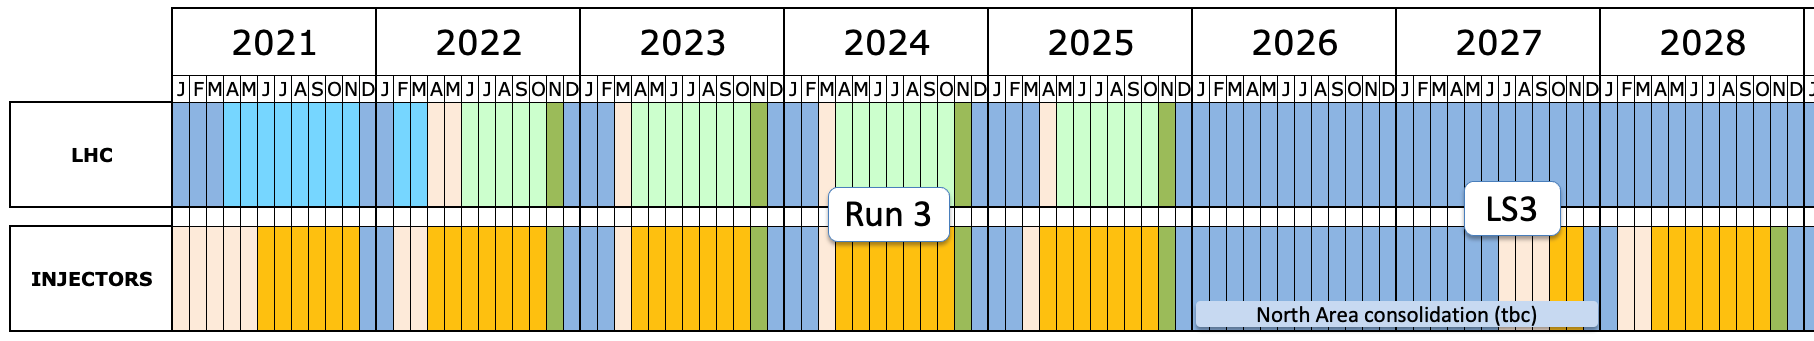 2021 2022 2023 2024 2025 2026 2027 2028
J F M A M J J A S O N D J F M A M J J A S O N D J F M A M J J A S O N D J F M A M J J A S O N D J F M A M J J A S O N D J F M A M J J A S O N D J F M A M J J A S O N D J F M A M J J A S O N D J
LHC
Run 3
LS3
INJECTORS
North Area consolidation (tbc)